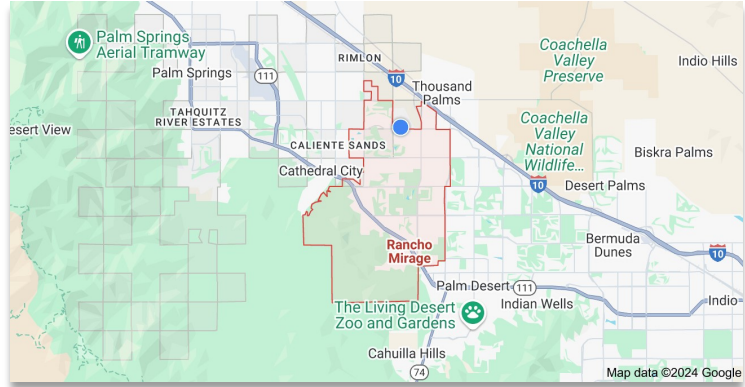 Palm Springs
Aerial Tramway
Palm Springs
111
RIMLON
10
Thousand
Palms
Coachella
Valley
Preserve
Indio Hills
TAHQUITZ
RIVER ESTATES
esert View
CALIENTE SANDS
Cathedral City
Coachella
Valley
National
Wildlife...
Biskra Palms
10
Desert Palms
Rancho
Mirage
Bermuda
Dunes
10
Palm Desert
111
Indian Wells
Indio
The Living Desert
Zoo and Gardens
Cahuilla Hills
74
Map data ©2024 Google